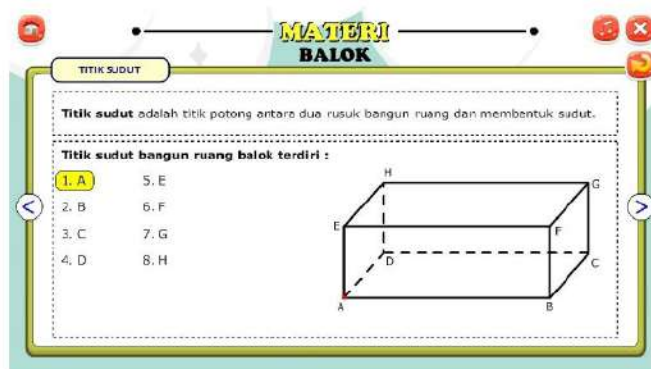 MATERI
BALOK
TITIK SUDUT
Titik sudut adalah titik potong antara dua rusuk bangun ruang dan membentuk sudut.
Titik sudut bangun ruang balok terdiri :
1. A
5. E
2. B
6. F
3. C
7. G
4. D
8. H
H
G
E
F
D
C
A
B